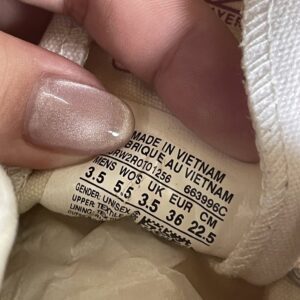 MADE IN VIETNAM
FABRIQUE AU VIETNAM
663996C
MENS WOS UK EUR CM
3.5 5.5 3.5 36 22.5
GENDER: UNISEX
UPPER: TEXTILE
LINING: